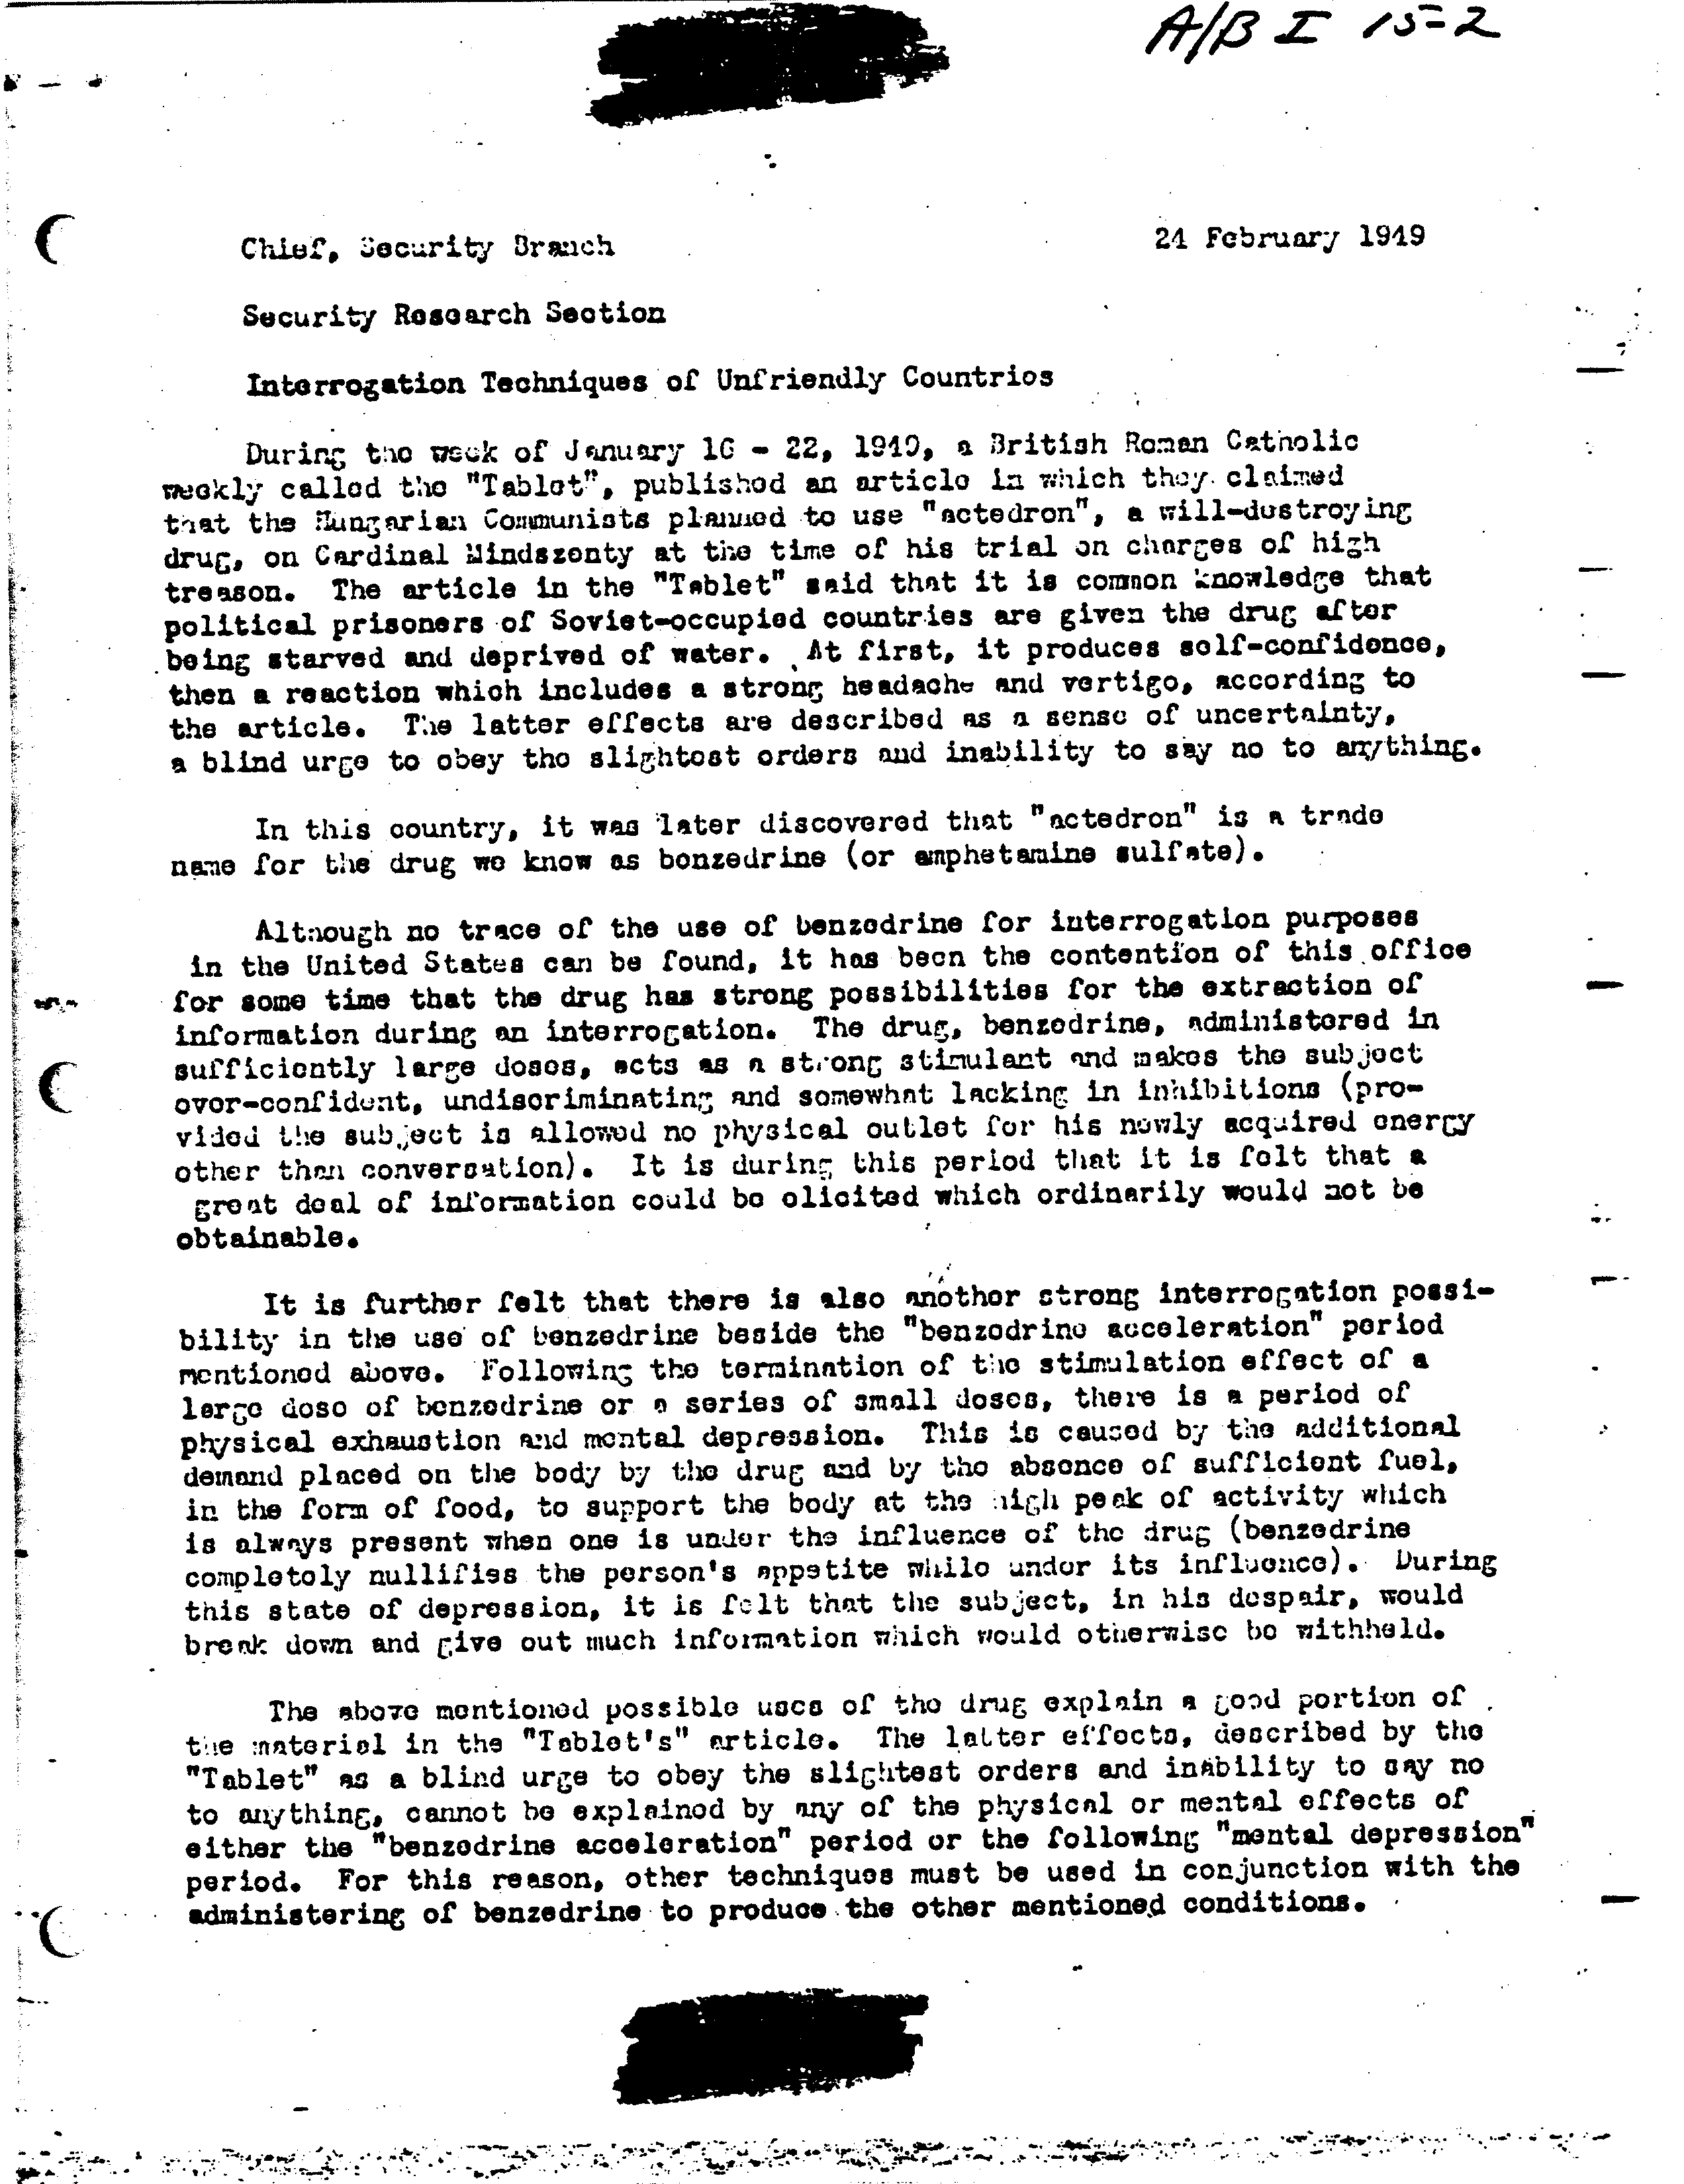 A/B I 15-2
Chief, Security Branch
24 February 1949
Security Research Section
Interrogation Techniques of Unfriendly Countries
During the week of January 16 - 22, 1949, a British Roman Catholic
weekly called the "Tablet", published an article in which they claimed
that the Hungarian Communists planned to use "actedron", a will-destroying
drug, on Cardinal Mindszenty at the time of his trial on charges of high
treason. The article in the "Tablet" said that it is common knowledge that
political prisoners of Soviet-occupied countries are given the drug after
being starved and deprived of water. At first, it produces self-confidence,
then a reaction which includes a strong headache and vertigo, according to
the article. The latter effects are described as a sense of uncertainty,
a blind urge to obey the slightest orders and inability to say no to anything.
In this country, it was later discovered that "actedron" is a trade
name for the drug we know as benzedrine (or amphetamine sulfate).
Although no trace of the use of benzedrine for interrogation purposes
in the United States can be found, it has been the contention of this office
for some time that the drug has strong possibilities for the extraction of
information during an interrogation. The drug, benzedrine, administered in
sufficiently large doses, acts as a strong stimulant and makes the subject
over-confident, undiscriminating and somewhat lacking in inhibitions (pro-
vided the subject is allowed no physical outlet for his newly acquired energy
other than conversation). It is during this period that it is felt that a
great deal of information could be elicited which ordinarily would not be
obtainable.
It is further felt that there is also another strong interrogation possi-
bility in the use of benzedrine beside the "benzedrine acceleration" period
mentioned above. Following the termination of the stimulation effect of a
large dose of benzedrine or a series of small doses, there is a period of
physical exhaustion and mental depression. This is caused by the additional
demand placed on the body by the drug and by the absence of sufficient fuel,
in the form of food, to support the body at the high peak of activity which
is always present when one is under the influence of the drug (benzedrine
completely nullifies the person's appetite while under its influence). During
this state of depression, it is felt that the subject, in his despair, would
break down and give out much information which would otherwise be withheld.
The above mentioned possible uses of the drug explain a good portion of
the material in the "Tablet's" article. The latter effects, described by the
"Tablet" as a blind urge to obey the slightest orders and inability to say no
to anything, cannot be explained by any of the physical or mental effects of
either the "benzedrine acceleration" period or the following "mental depression"
period. For this reason, other techniques must be used in conjunction with the
administering of benzedrine to produce the other mentioned conditions.